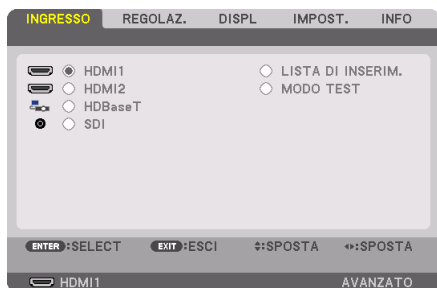 INGRESSO REGOLAZ. DISPL IMPOST. INFO
HDMI1 LISTA DI INSERIM.
HDMI2 MODO TEST
HDBaseT
SDI
ENTER :SELECT EXIT :ESCI :SPOSTA :SPOSTA
HDMI1 AVANZATO